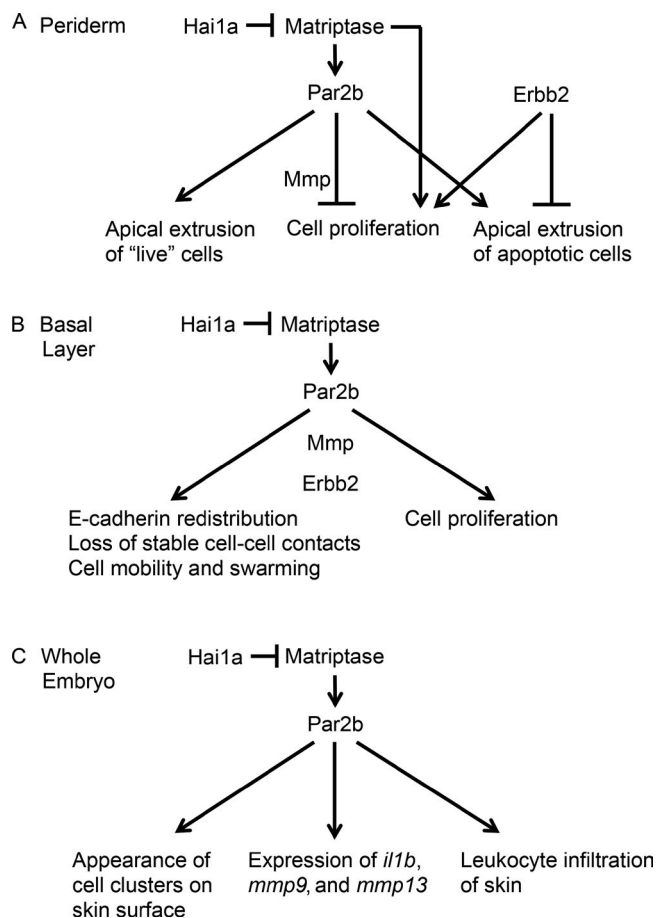 A Periderm
Hai1a Matriptase
Par2b Erbb2
Mmp
Apical extrusion
of “live” cells
Cell proliferation
Apical extrusion
of apoptotic cells
B Basal
Layer
Hai1a Matriptase
Par2b
Mmp
Erbb2
E-cadherin redistribution
Loss of stable cell-cell contacts
Cell mobility and swarming
Cell proliferation
C Whole
Embryo
Hai1a Matriptase
Par2b
Appearance of
cell clusters on
skin surface
Expression of il1b,
mmp9, and mmp13
Leukocyte infiltration
of skin